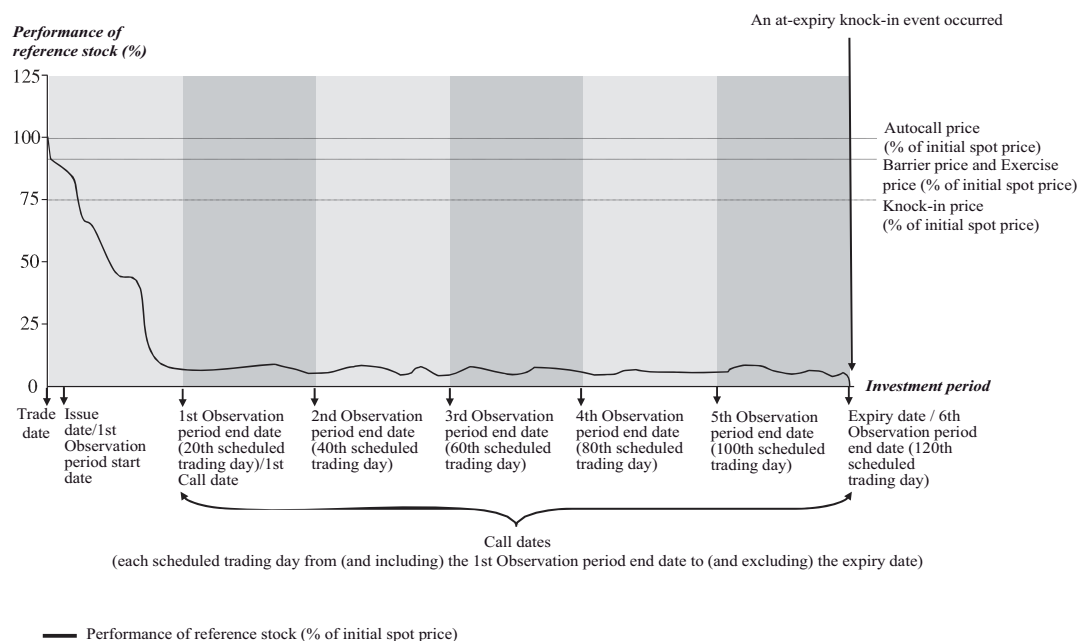 An at-expiry knock-in event occurred
Performance of
reference stock (%)
125
100
75
50
25
0
Autocall price
(% of initial spot price)
Barrier price and Exercise
price (% of initial spot price)
Knock-in price
(% of initial spot price)
Investment period
Trade
date
Issue
date/1st
Observation
period start
date
1st Observation
period end date
(20th scheduled
trading day)/1st
Call date
2nd Observation
period end date
(40th scheduled
trading day)
3rd Observation
period end date
(60th scheduled
trading day)
4th Observation
period end date
(80th scheduled
trading day)
5th Observation
period end date
(100th scheduled
trading day)
Expiry date / 6th
Observation period
end date (120th
scheduled
trading day)
Call dates
(each scheduled trading day from (and including) the 1st Observation period end date to (and excluding) the expiry date)
Performance of reference stock (% of initial spot price)